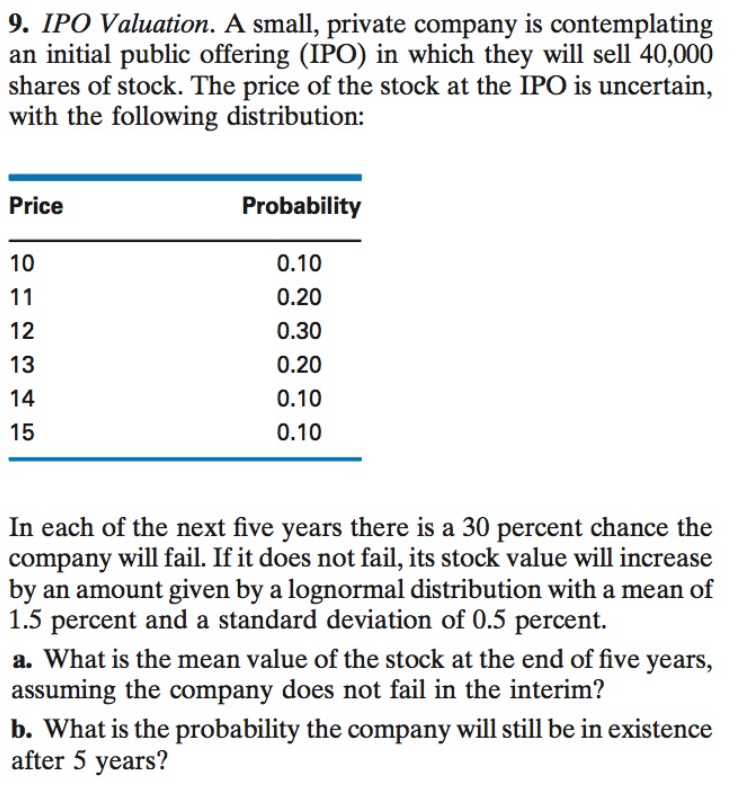 9. IPO Valuation. A small, private company is contemplating
an initial public offering (IPO) in which they will sell 40,000
shares of stock. The price of the stock at the IPO is uncertain,
with the following distribution:
Price Probability
10 0.10
11 0.20
12 0.30
13 0.20
14 0.10
15 0.10
In each of the next five years there is a 30 percent chance the
company will fail. If it does not fail, its stock value will increase
by an amount given by a lognormal distribution with a mean of
1.5 percent and a standard deviation of 0.5 percent.
a. What is the mean value of the stock at the end of five years,
assuming the company does not fail in the interim?
b. What is the probability the company will still be in existence
after 5 years?